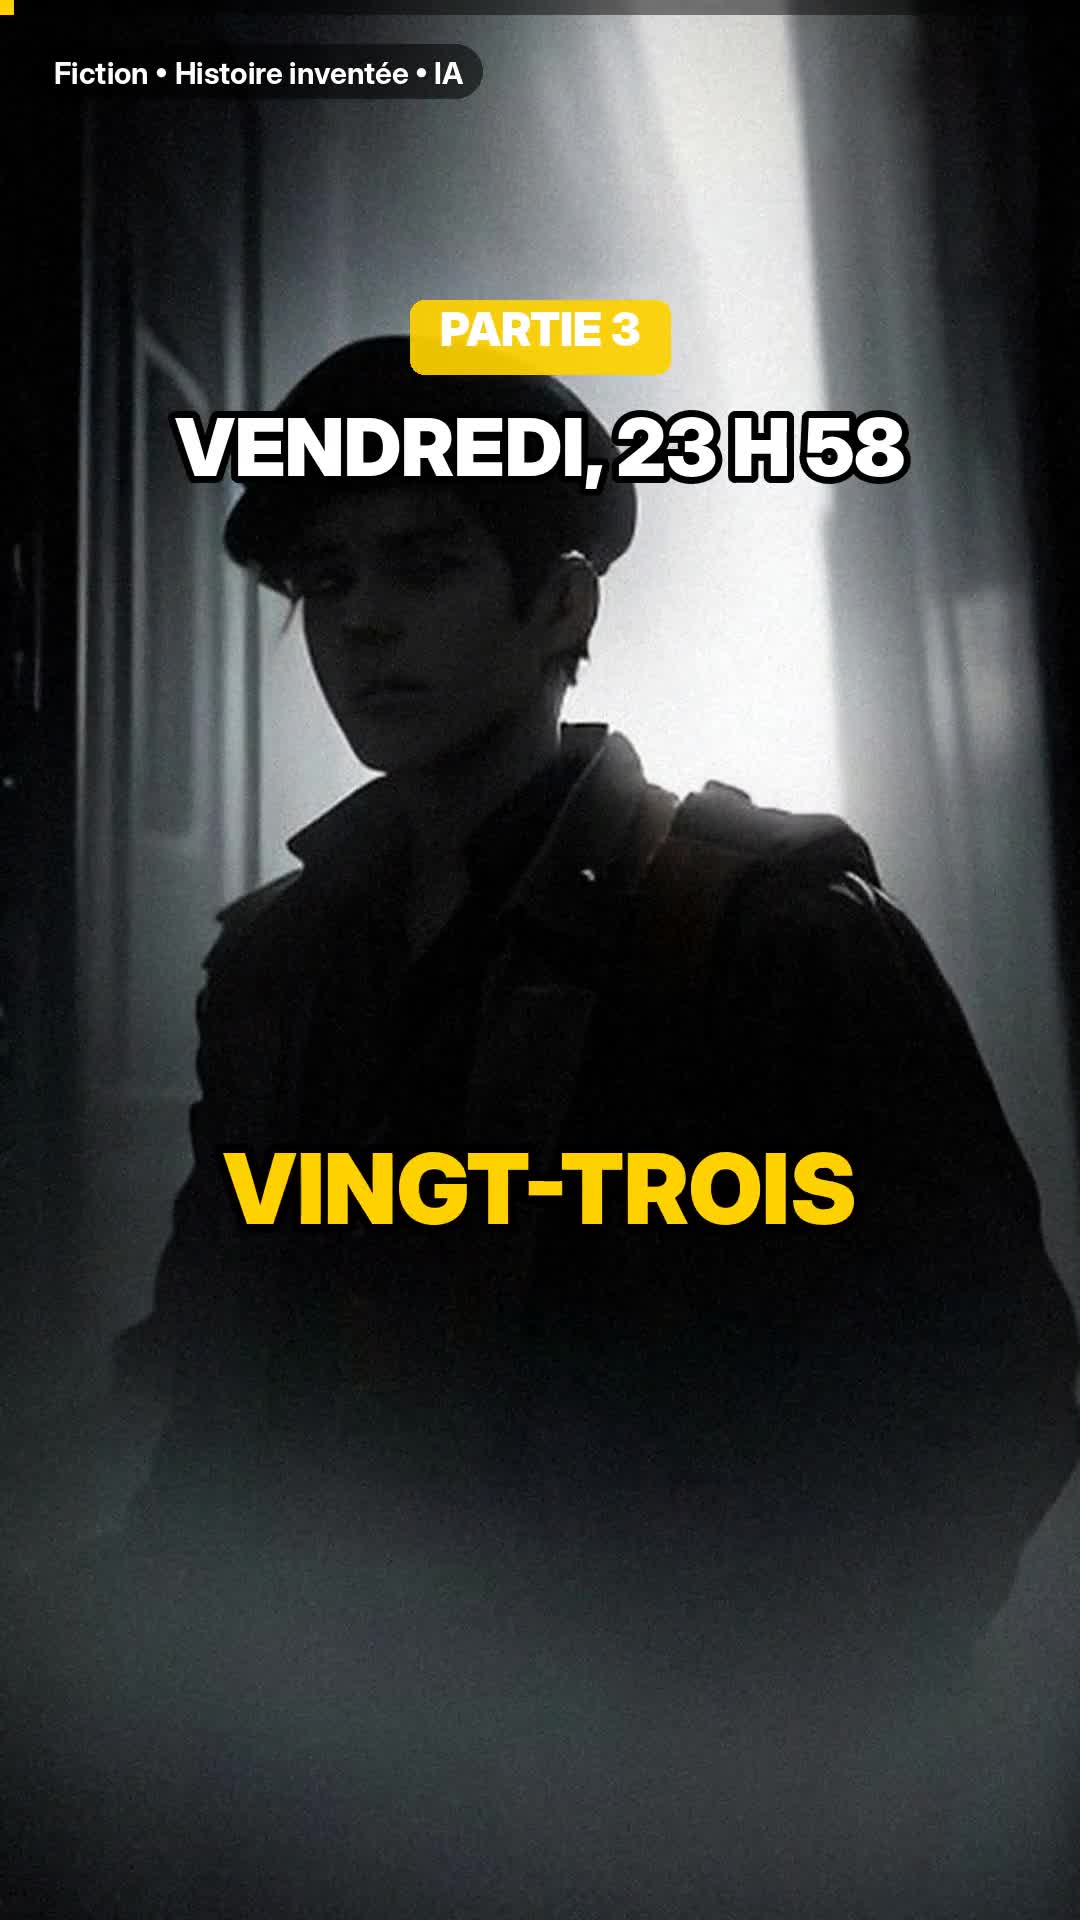 Fiction • Histoire inventée • IA
PARTIE 3
VENDREDI, 23 H 58
VINGT-TROIS